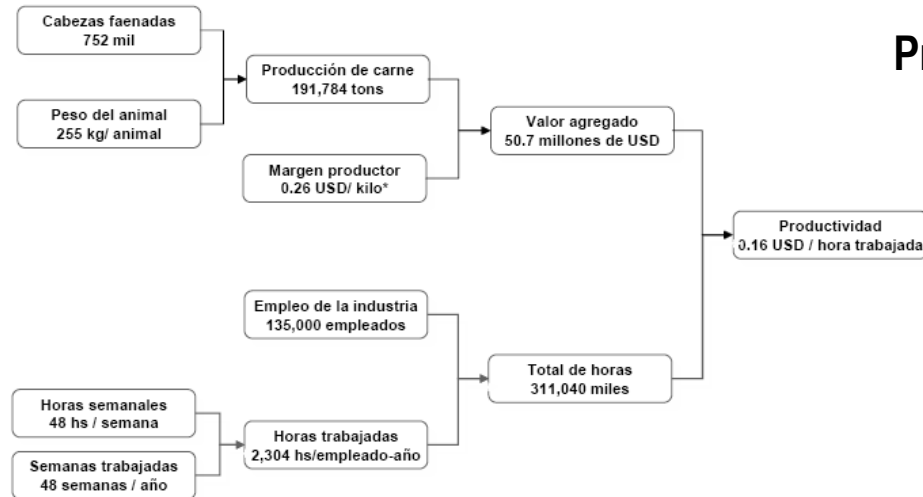 Cabezas faenadas
752 mil
Peso del animal
255 kg/ animal
Producción de carne
191,784 tons
Margen productor
0.26 USD/ kilo*
Valor agregado
50.7 millones de USD
Productividad
0.16 USD / hora trabajada
Empleo de la industria
135,000 empleados
Horas semanales
48 hs / semana
Semanas trabajadas
48 semanas / año
Horas trabajadas
2,304 hs/empleado-año
Total de horas
311,040 miles